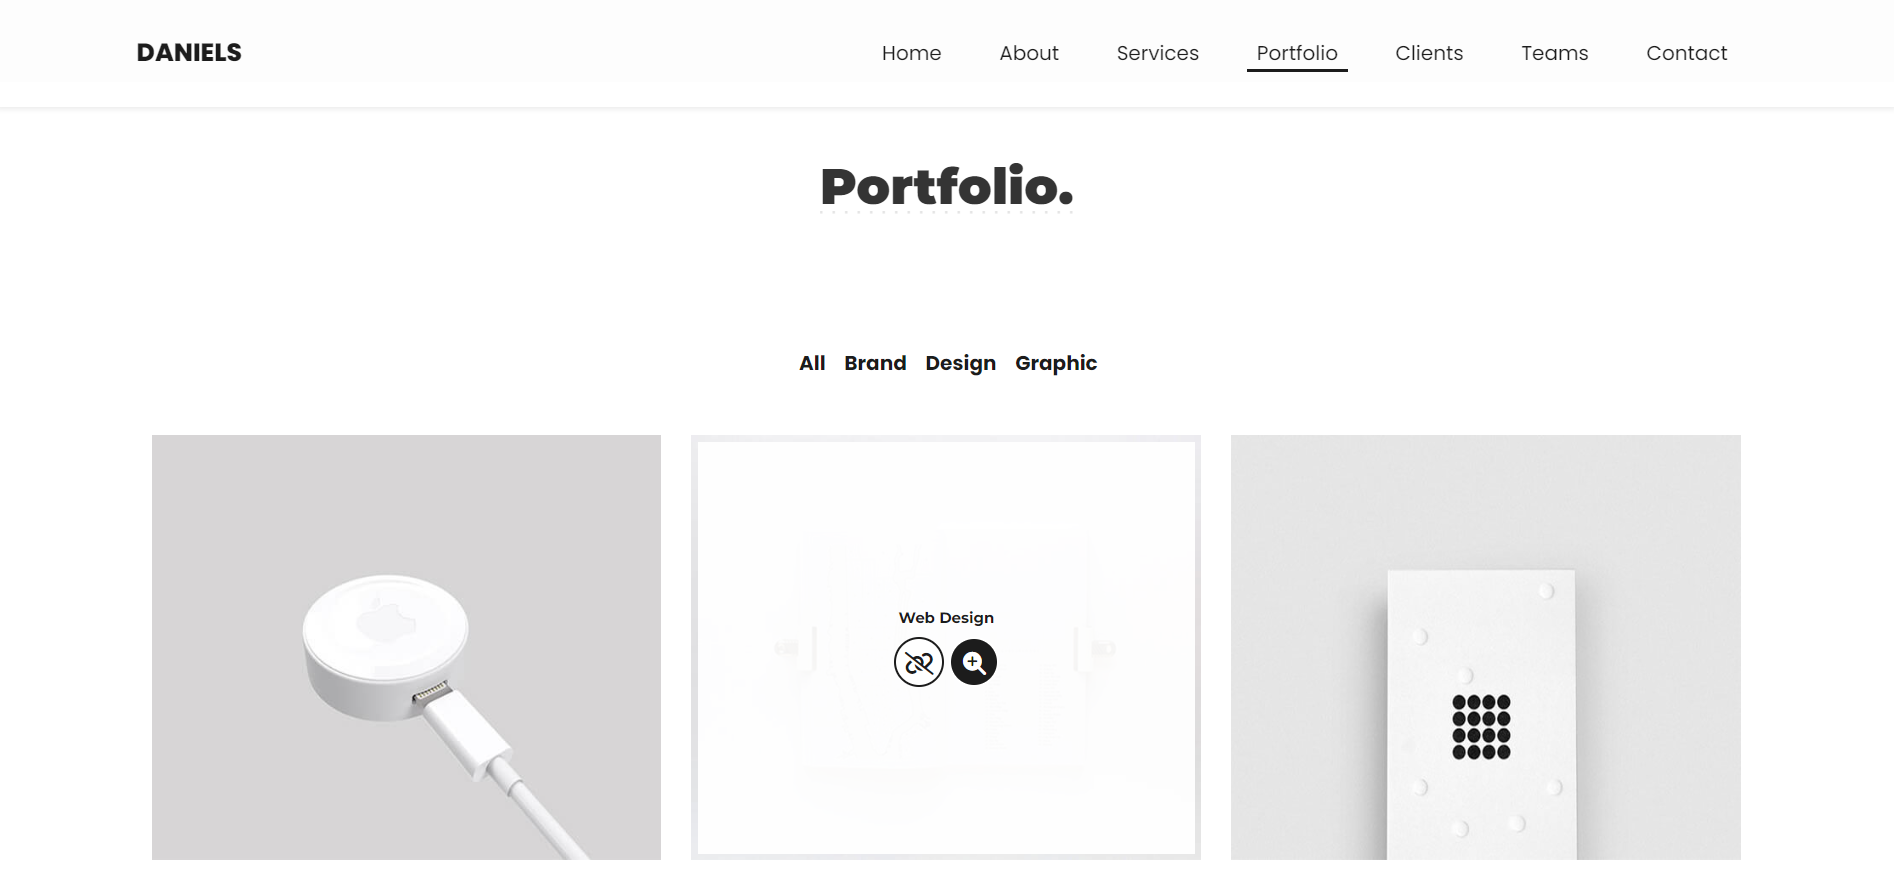 DANIELS Home About Services Portfolio Clients Teams Contact
Portfolio.
All Brand Design Graphic
Web Design